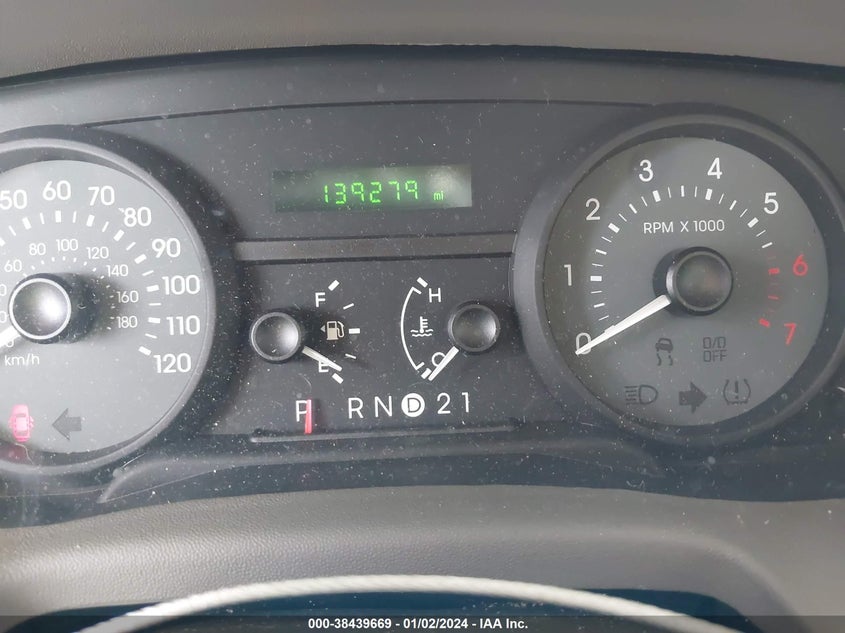 139279 mi
50 60 70 80 90 100 110 120
60 80 100 120 140 160 180
km/h
F
E
H
C
P R N D 2 1
0 1 2 3 4 5 6 7
RPM X 1000
O/D
OFF
000-38439669 - 01/02/2024 - IAA Inc.